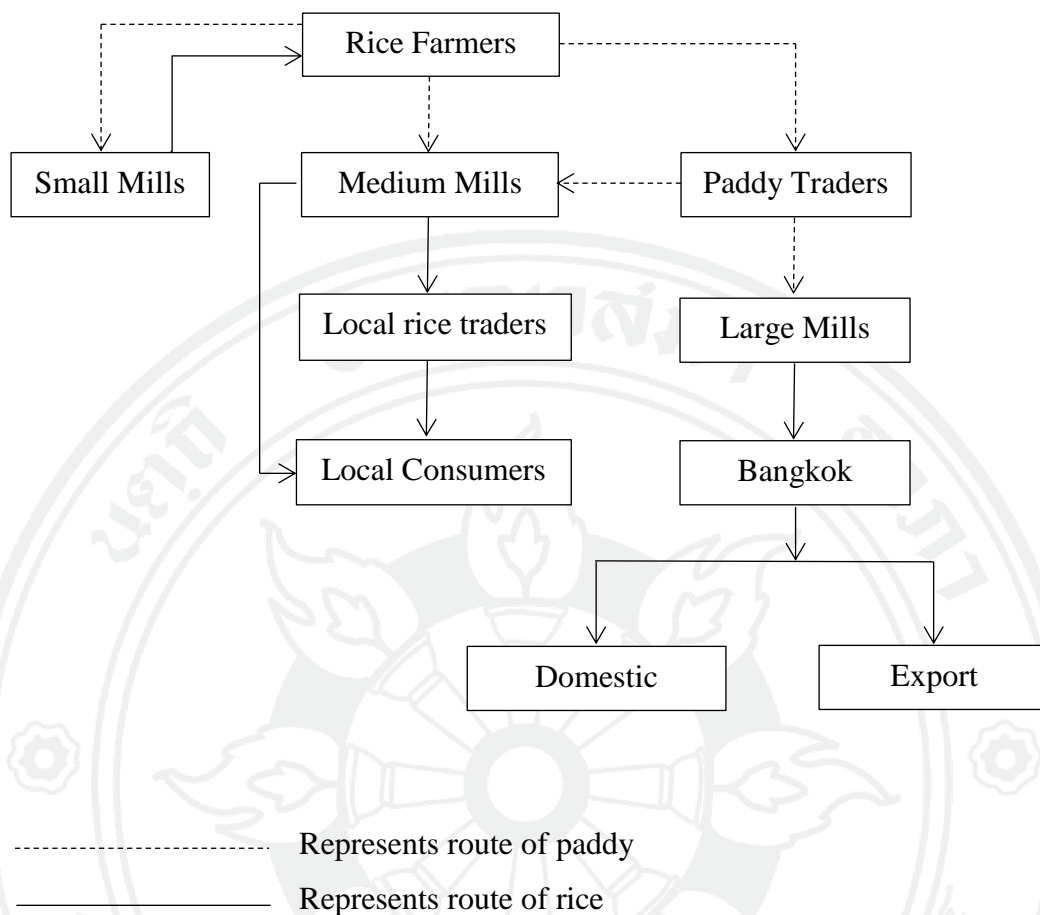 Rice Farmers
Small Mills
Medium Mills
Paddy Traders
Local rice traders
Large Mills
Local Consumers
Bangkok
Domestic
Export
Represents route of paddy
Represents route of rice